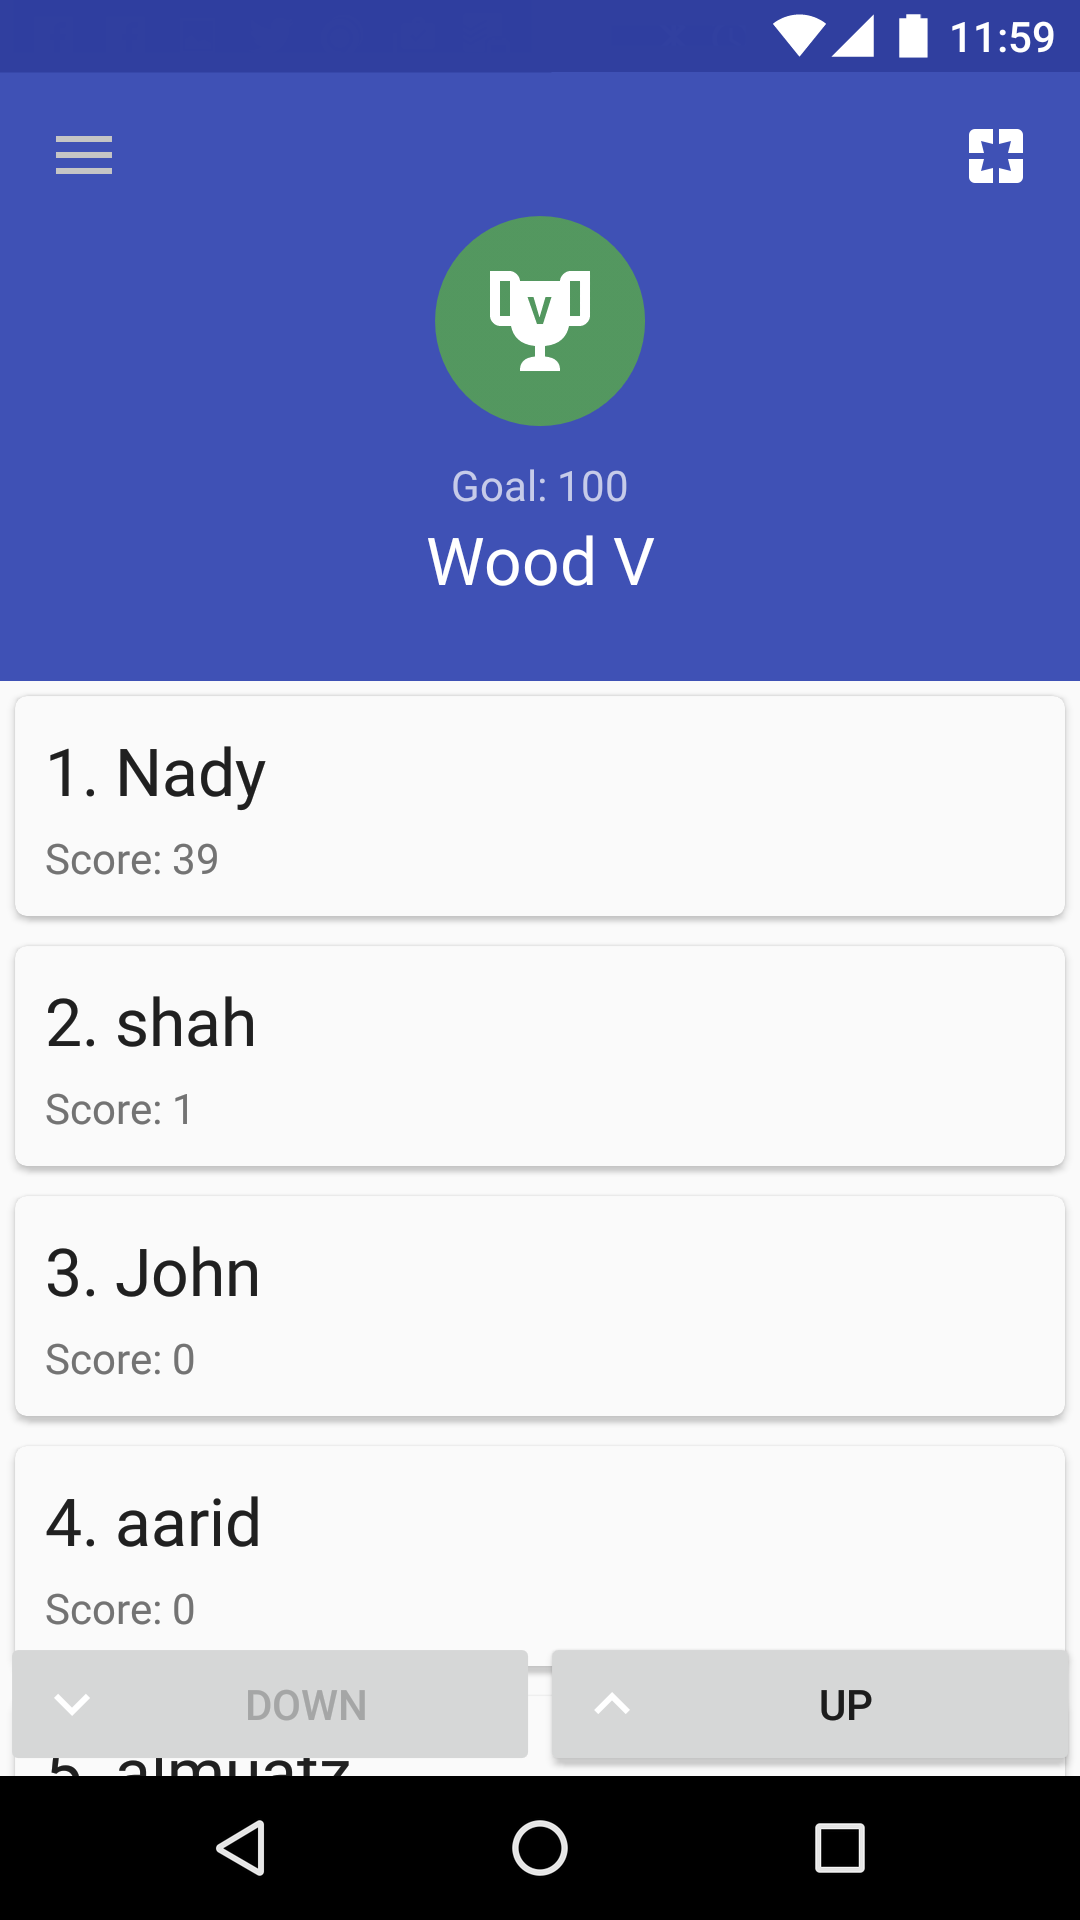 11:59
V
Goal: 100
Wood V
1. Nady
Score: 39
2. shah
Score: 1
3. John
Score: 0
4. aarid
Score: 0
DOWN
UP
5. almuatz